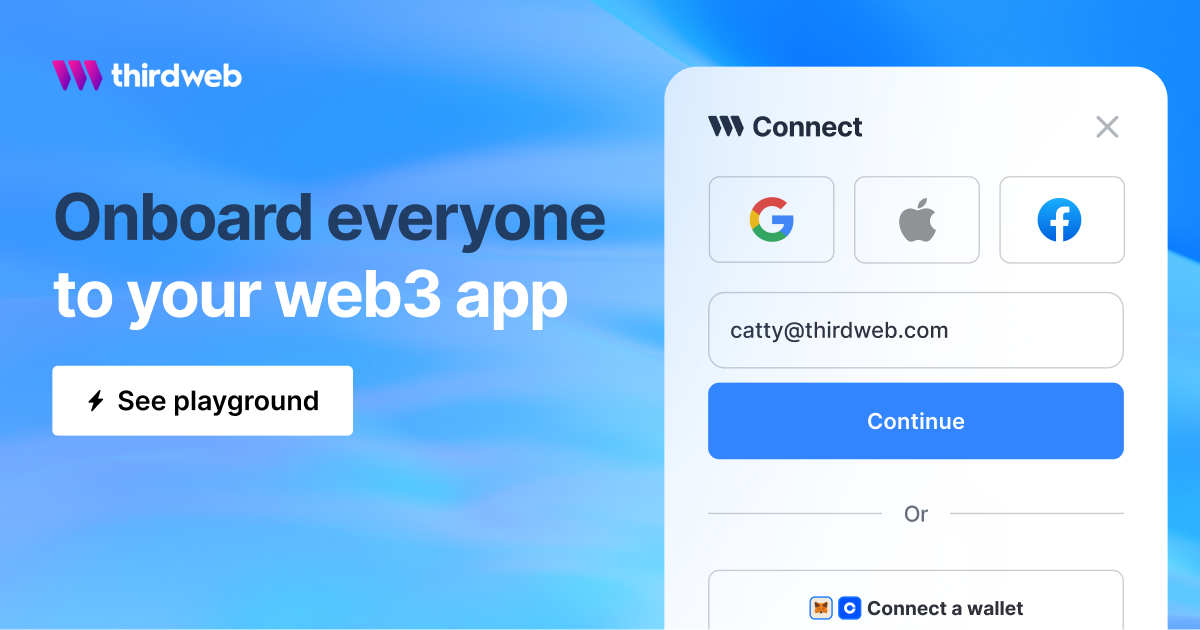 thirdweb
Onboard everyone
to your web3 app
See playground
Connect
catty@thirdweb.com
Continue
Or
Connect a wallet